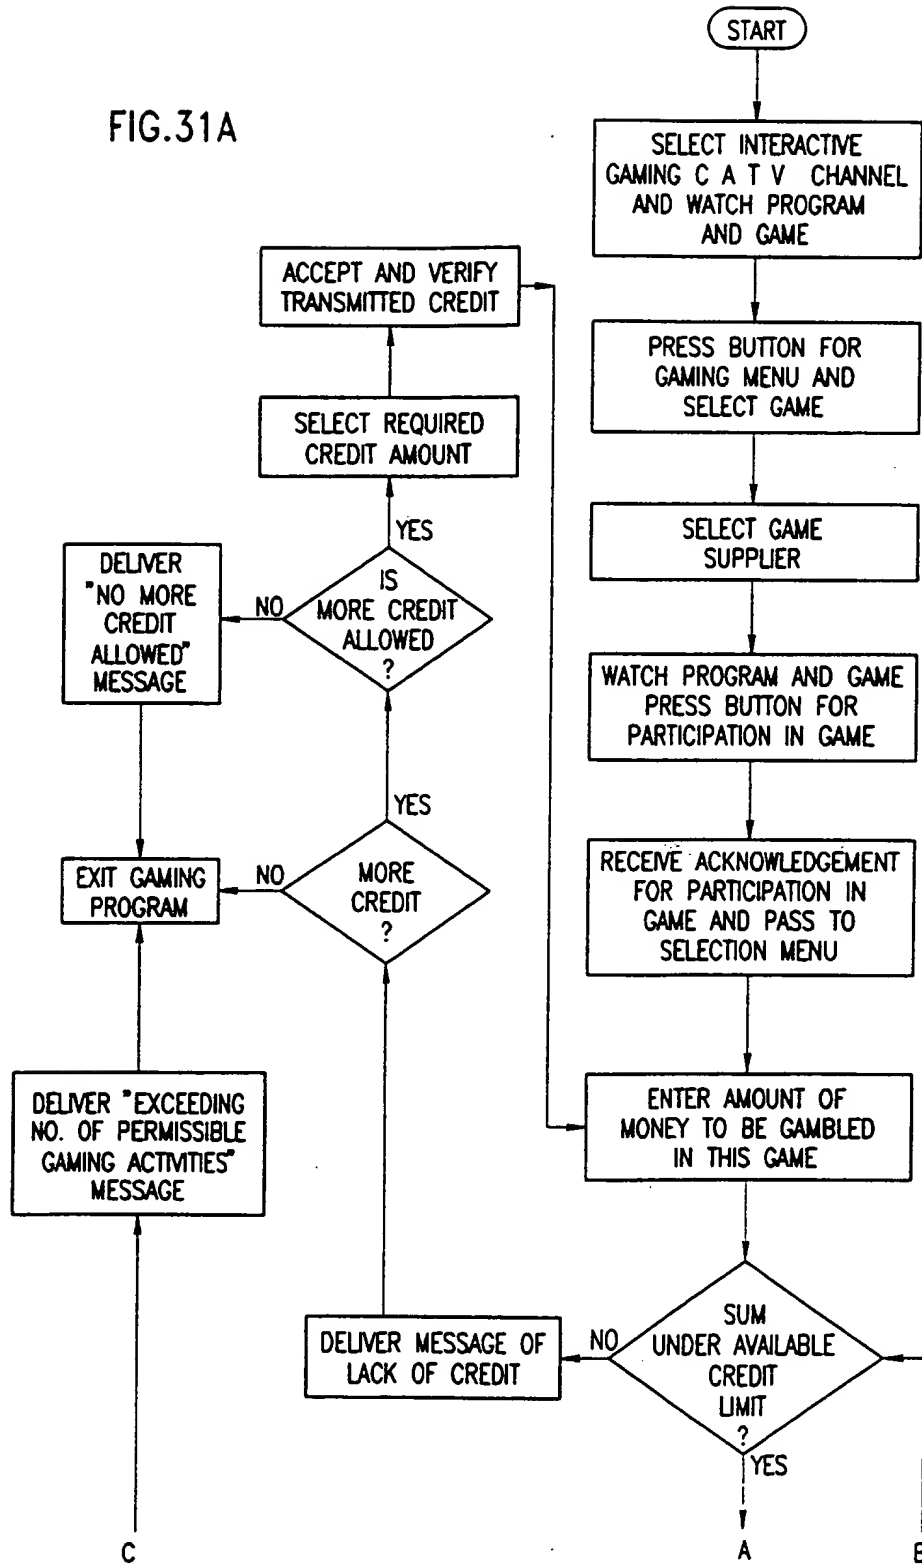 START
FIG.31A
SELECT INTERACTIVE
GAMING C A T V CHANNEL
AND WATCH PROGRAM
AND GAME
ACCEPT AND VERIFY
TRANSMITTED CREDIT
PRESS BUTTON FOR
GAMING MENU AND
SELECT GAME
SELECT REQUIRED
CREDIT AMOUNT
YES
SELECT GAME
SUPPLIER
DELIVER
"NO MORE
CREDIT
ALLOWED"
MESSAGE
NO
IS
MORE CREDIT
ALLOWED
?
WATCH PROGRAM AND GAME
PRESS BUTTON FOR
PARTICIPATION IN GAME
YES
EXIT GAMING
PROGRAM
NO
MORE
CREDIT
?
RECEIVE ACKNOWLEDGEMENT
FOR PARTICIPATION IN
GAME AND PASS TO
SELECTION MENU
DELIVER "EXCEEDING
NO. OF PERMISSIBLE
GAMING ACTIVITIES"
MESSAGE
ENTER AMOUNT OF
MONEY TO BE GAMBLED
IN THIS GAME
DELIVER MESSAGE OF
LACK OF CREDIT
NO
SUM
UNDER AVAILABLE
CREDIT
LIMIT
?
YES
C
A
B